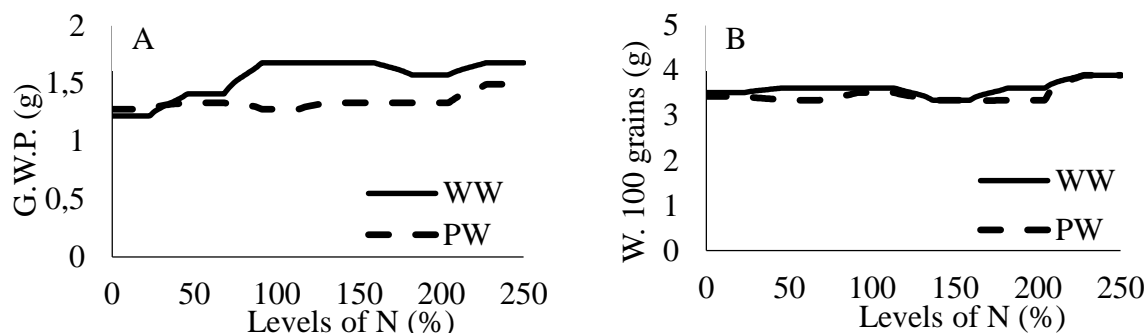 A
G.W.P. (g)
2
1,5
1
0,5
0
WW
PW
0 50 100 150 200 250
Levels of N (%)
B
W. 100 grains (g)
5
4
3
2
1
0
WW
PW
0 50 100 150 200 250
Levels of N (%)